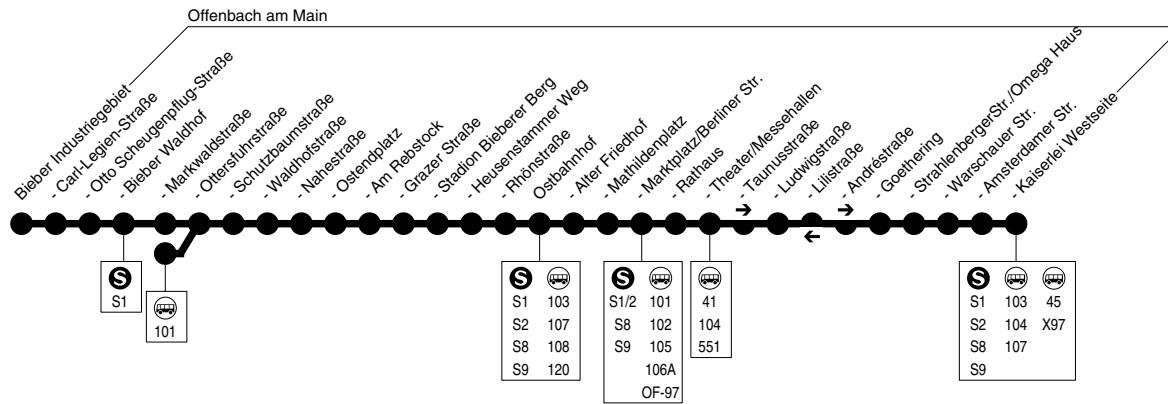 Offenbach am Main
Bieber Industriegebiet
- Carl-Legien-Straße
- Otto Scheugenpflug-Straße
- Bieber Waldhof
- Markwaldstraße
- Ottersfuhrstraße
- Schutzbaumstraße
- Waldhofstraße
- Nahestraße
- Ostendplatz
- Am Rebstock
- Grazer Straße
- Stadion Bieberer Berg
- Heusenstammer Weg
- Rhönstraße
- Ostbahnhof
- Alter Friedhof
- Mathildenplatz
- Marktplatz/Berliner Str.
- Rathaus
- Theater/Messehallen
- Taunusstraße
- Ludwigstraße
- Lilistraße
- Andréstraße
- Goethering
- StrahlenbergerStr./Omega Haus
- Warschauer Str.
- Amsterdamer Str.
- Kaiserlei Westseite
S
S1
101
S
S1 103
S2 107
S8 108
S9 120
S
S1/2 101
S8 102
S9 105
106A
OF-97
41
104
551
S
S1 103 45
S2 104 X97
S8 107
S9